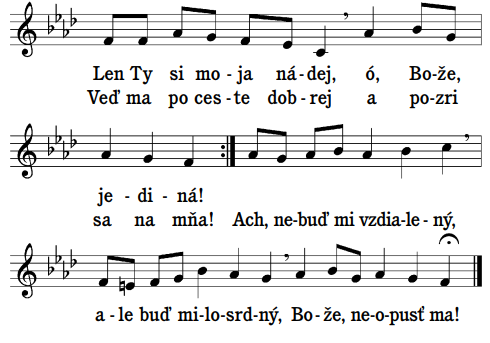 Len Ty si mo - ja ná - dej, ó, Bo - že,
Veď ma po ces - te dob - rej a po - zri
je - di - ná!
sa na mňa! Ach, ne - buď mi vzdia - le - ný,
a - le buď mi - lo - srd - ný, Bo - že, ne - o - pusť ma!